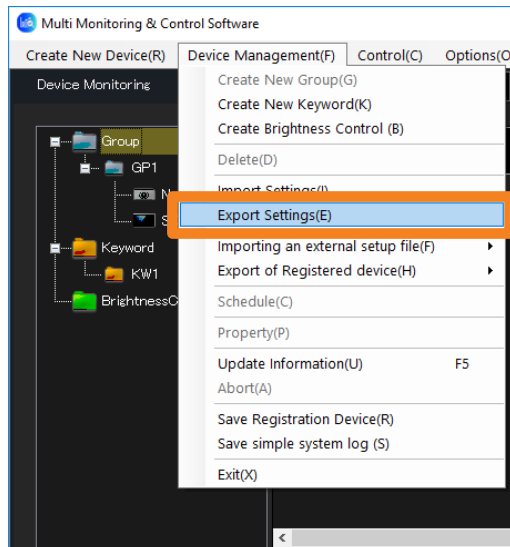 Multi Monitoring & Control Software
Create New Device(R) Device Management(F) Control(C) Options(O
Device Monitoring
Create New Group(G)
Create New Keyword(K)
Create Brightness Control (B)
Delete(D)
Import Settings(I)
Export Settings(E)
Importing an external setup file(F)
Export of Registered device(H)
Schedule(C)
Property(P)
Update Information(U) F5
Abort(A)
Save Registration Device(R)
Save simple system log (S)
Exit(X)
Group
GP1
N
S
Keyword
KW1
BrightnessC